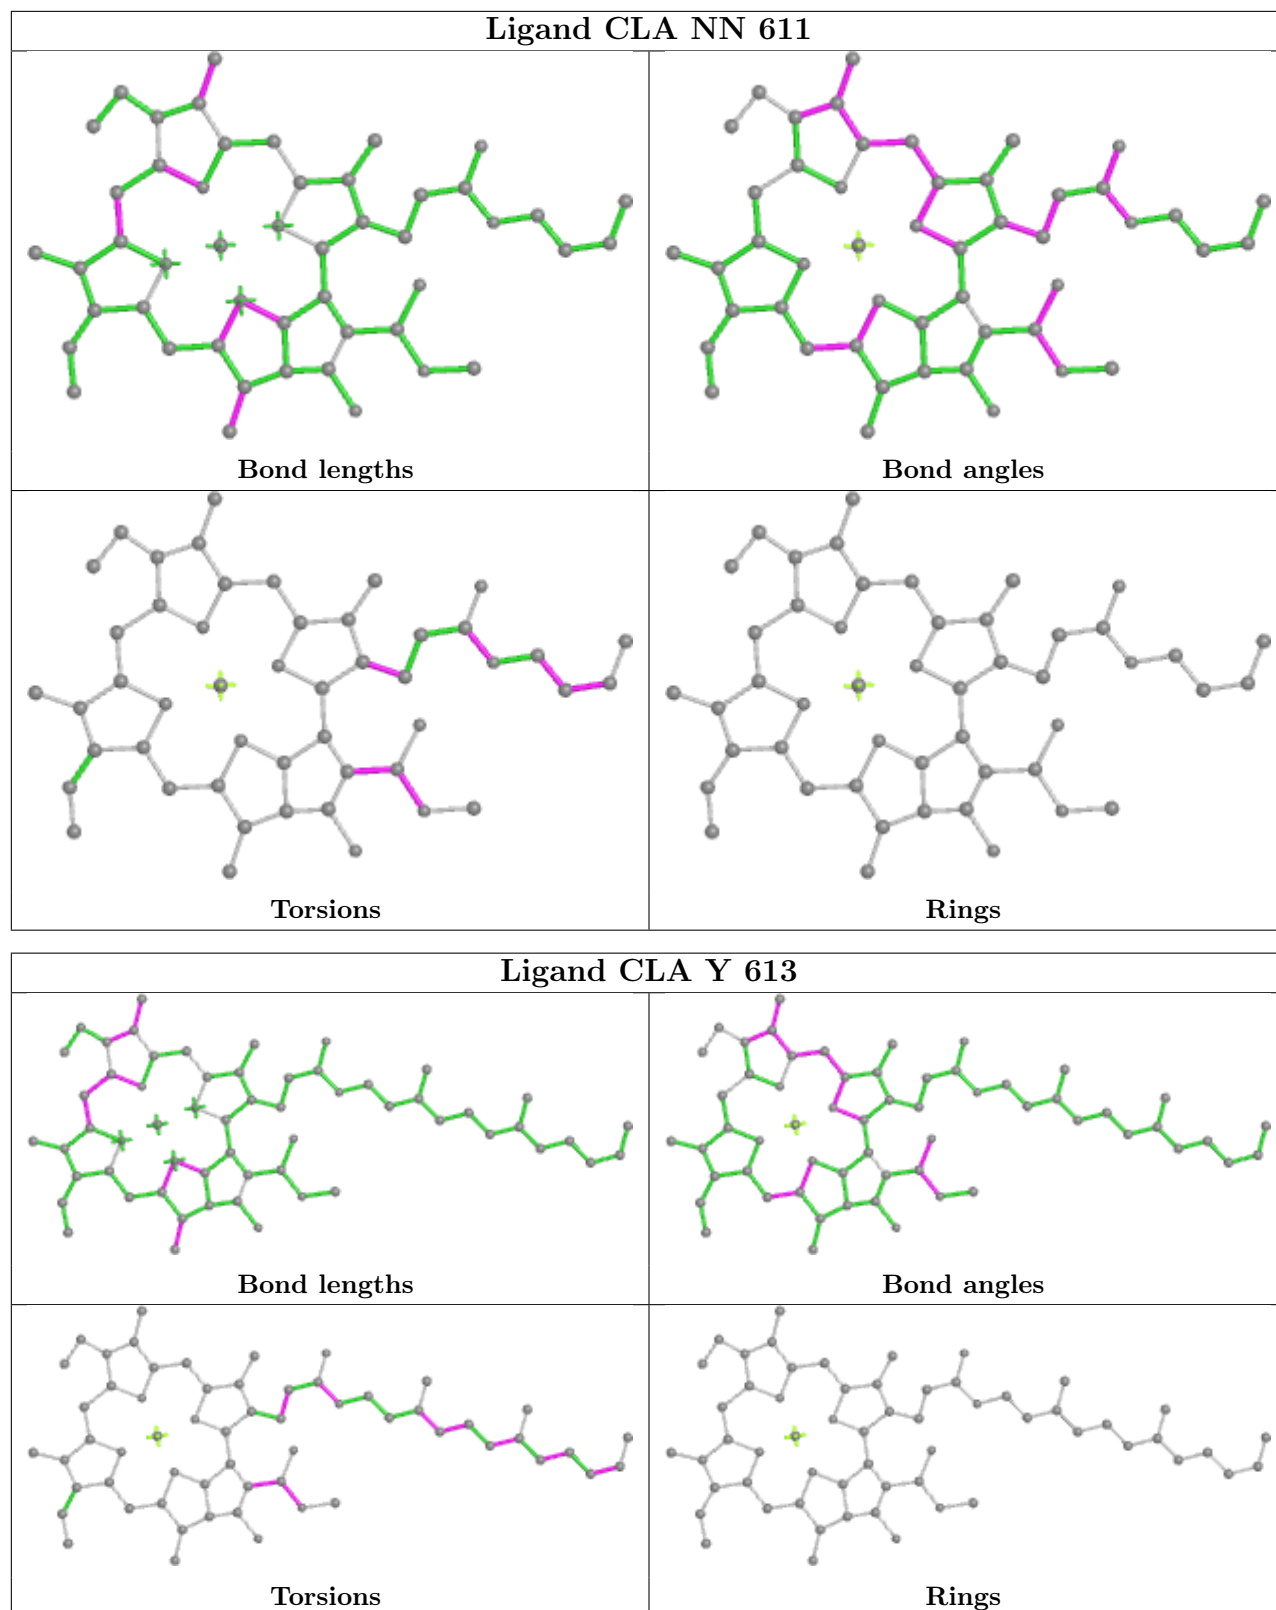 Ligand CLA NN 611
Bond lengths
Bond angles
Torsions
Rings
Ligand CLA Y 613
Bond lengths
Bond angles
Torsions
Rings